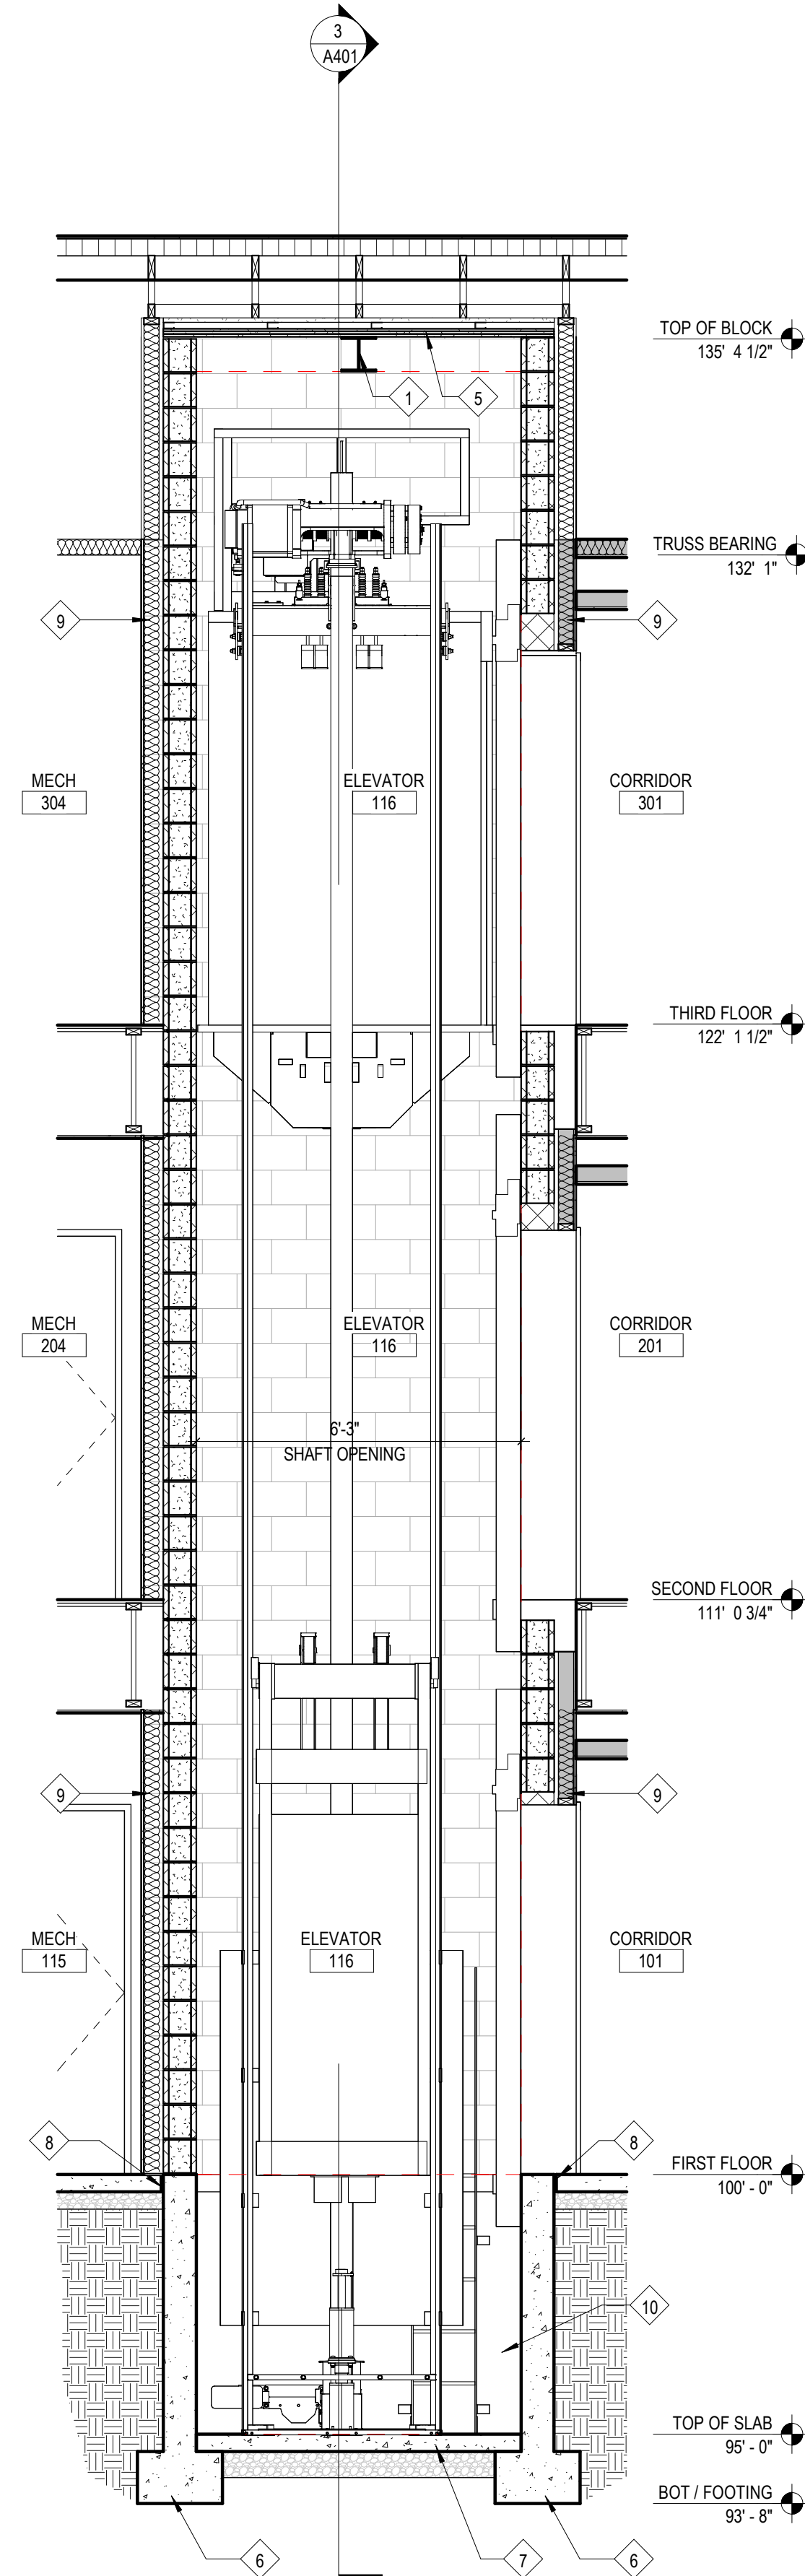 3
A401
TOP OF BLOCK
135' 4 1/2"
1
5
TRUSS BEARING
132' 1"
9
9
MECH
304
ELEVATOR
116
CORRIDOR
301
THIRD FLOOR
122' 1 1/2"
MECH
204
ELEVATOR
116
CORRIDOR
201
6'-3"
SHAFT OPENING
SECOND FLOOR
111' 0 3/4"
9
9
MECH
115
ELEVATOR
116
CORRIDOR
101
8
8
FIRST FLOOR
100' - 0"
10
TOP OF SLAB
95' - 0"
BOT / FOOTING
93' - 8"
6
7
6